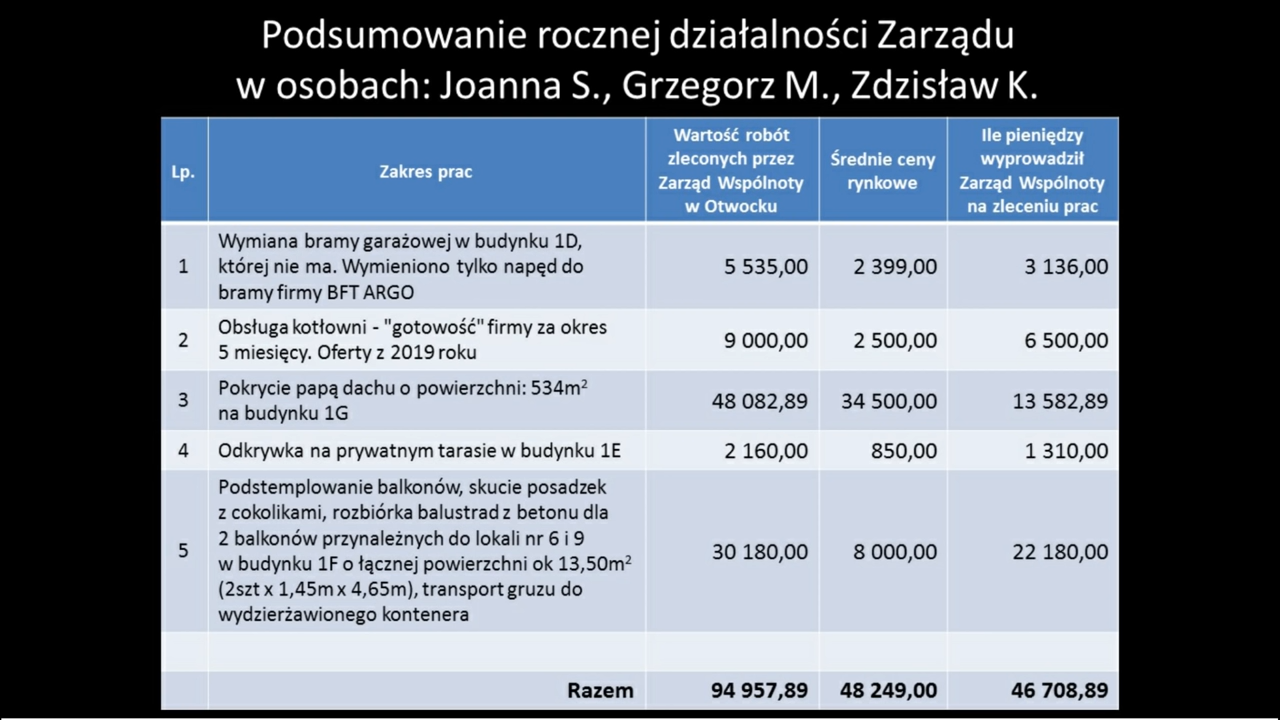 Podsumowanie rocznej działalności Zarządu
w osobach: Joanna S., Grzegorz M., Zdzisław K.
Lp.
Zakres prac
Wartość robót
zleconych przez
Zarząd Wspólnoty
w Otwocku
Średnie ceny
rynkowe
Ile pieniędzy
wyprowadził
Zarząd Wspólnoty
na zleceniu prac
1
Wymiana bramy garażowej w budynku 1D,
której nie ma. Wymieniono tylko napęd do
bramy firmy BFT ARGO
5 535,00
2 399,00
3 136,00
2
Obsługa kotłowni - "gotowość" firmy za okres
5 miesięcy. Oferty z 2019 roku
9 000,00
2 500,00
6 500,00
3
Pokrycie papą dachu o powierzchni: 534m²
na budynku 1G
48 082,89
34 500,00
13 582,89
4
Odkrywka na prywatnym tarasie w budynku 1E
2 160,00
850,00
1 310,00
5
Podstemplowanie balkonów, skucie posadzek
z cokolikami, rozbiórka balustrad z betonu dla
2 balkonów przynależnych do lokali nr 6 i 9
w budynku 1F o łącznej powierzchni ok 13,50m²
(2szt x 1,45m x 4,65m), transport gruzu do
wydzierżawionego kontenera
30 180,00
8 000,00
22 180,00
Razem
94 957,89
48 249,00
46 708,89